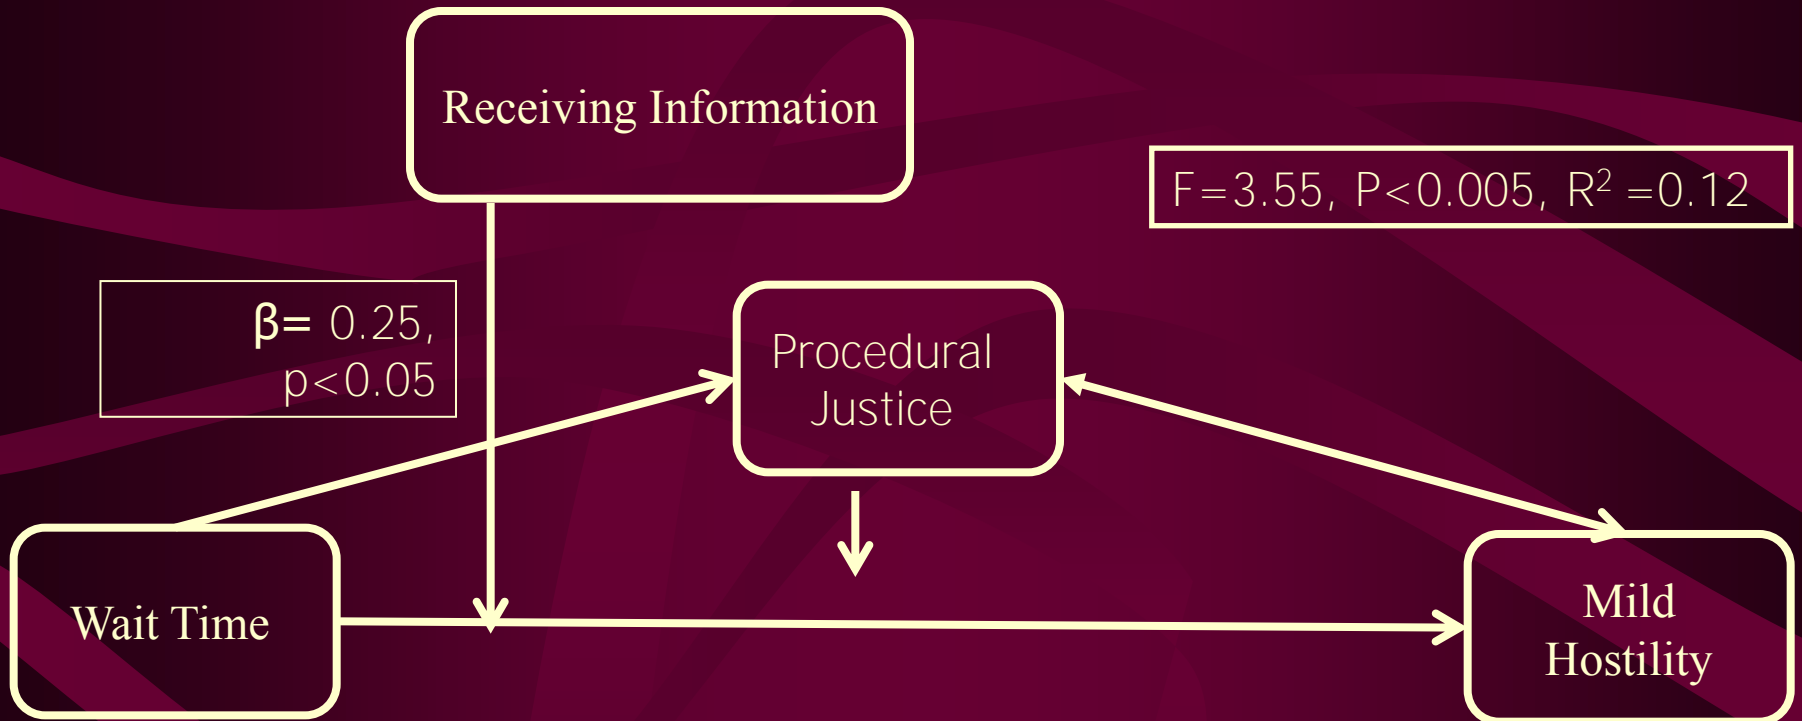 Receiving Information
F=3.55, P<0.005, R² =0.12
β= 0.25,
p<0.05
Procedural
Justice
Wait Time
Mild
Hostility